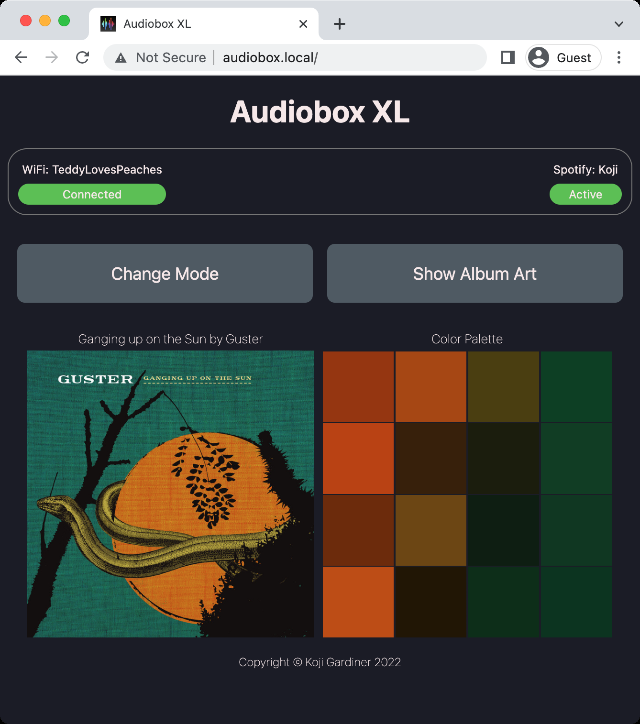 Audiobox XL
Not Secure | audiobox.local/
Guest
Audiobox XL
WiFi: TeddyLovesPeaches
Spotify: Koji
Connected
Active
Change Mode
Show Album Art
Ganging up on the Sun by Guster
Color Palette
GUSTER GANGING UP ON THE SUN
Copyright © Koji Gardiner 2022